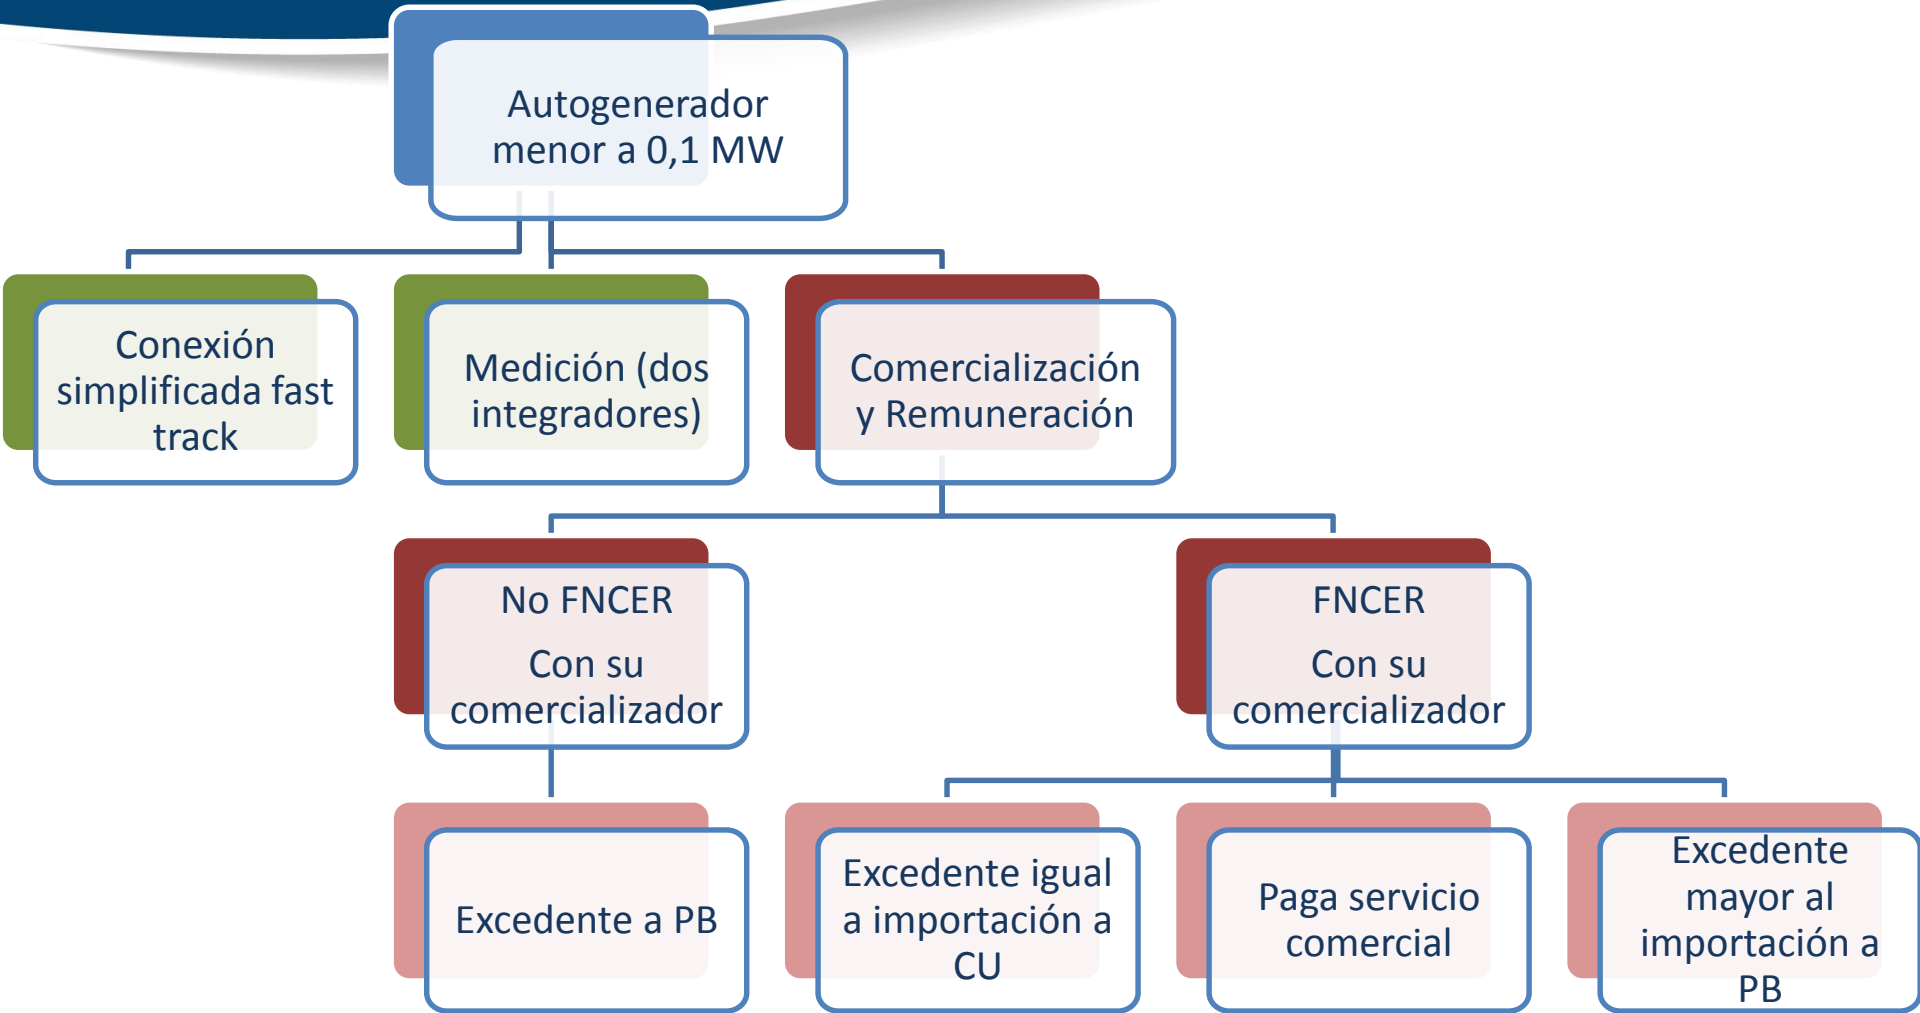 Autogenerador
menor a 0,1 MW
Conexión
simplificada fast
track
Medición (dos
integradores)
Comercialización
y Remuneración
No FNCER
Con su
comercializador
FNCER
Con su
comercializador
Excedente a PB
Excedente igual
a importación a
CU
Paga servicio
comercial
Excedente
mayor al
importación a
PB